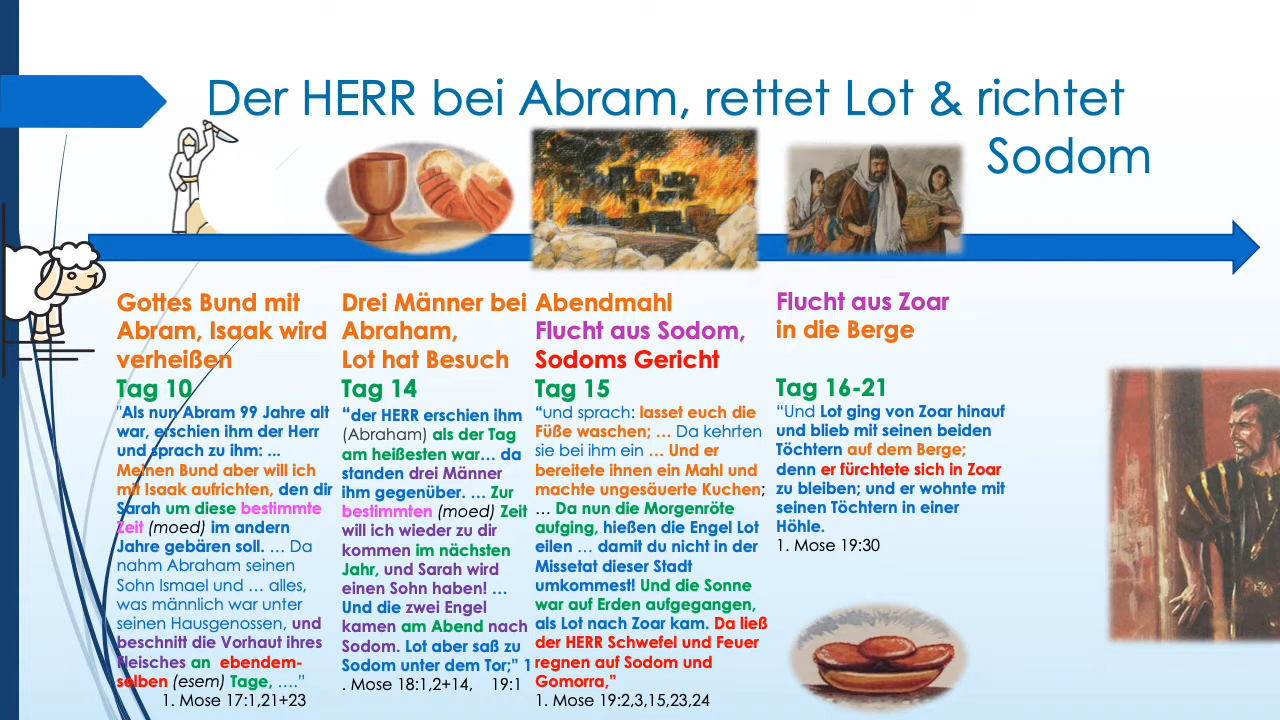 Der HERR bei Abram, rettet Lot & richtet
Sodom
Gottes Bund mit
Abram, Isaak wird
verheißen
Tag 10
"Als nun Abram 99 Jahre alt
war, erschien ihm der Herr
und sprach zu ihm: ...
Meinen Bund aber will ich
mit Isaak aufrichten, den dir
Sarah um diese bestimmte
Zeit (moed) im andern
Jahre gebären soll. … Da
nahm Abraham seinen
Sohn Ismael und … alles,
was männlich war unter
seinen Hausgenossen, und
beschnitt die Vorhaut ihres
Fleisches an ebendem-
selben (esem) Tage, …."
1. Mose 17:1,21+23
Drei Männer bei
Abraham,
Lot hat Besuch
Tag 14
“der HERR erschien ihm
(Abraham) als der Tag
am heißesten war… da
standen drei Männer
ihm gegenüber. … Zur
bestimmten (moed) Zeit
will ich wieder zu dir
kommen im nächsten
Jahr, und Sarah wird
einen Sohn haben! …
Und die zwei Engel
kamen am Abend nach
Sodom. Lot aber saß zu
Sodom unter dem Tor;” 1
. Mose 18:1,2+14, 19:1
Abendmahl
Flucht aus Sodom,
Sodoms Gericht
Tag 15
“und sprach: lasset euch die
Füße waschen; … Da kehrten
sie bei ihm ein … Und er
bereitete ihnen ein Mahl und
machte ungesäuerte Kuchen;
… Da nun die Morgenröte
aufging, hießen die Engel Lot
eilen … damit du nicht in der
Missetat dieser Stadt
umkommest! Und die Sonne
war auf Erden aufgegangen,
als Lot nach Zoar kam. Da ließ
der HERR Schwefel und Feuer
regnen auf Sodom und
Gomorra,"
1. Mose 19:2,3,15,23,24
Flucht aus Zoar
in die Berge
Tag 16-21
“Und Lot ging von Zoar hinauf
und blieb mit seinen beiden
Töchtern auf dem Berge;
denn er fürchtete sich in Zoar
zu bleiben; und er wohnte mit
seinen Töchtern in einer
Höhle.
1. Mose 19:30